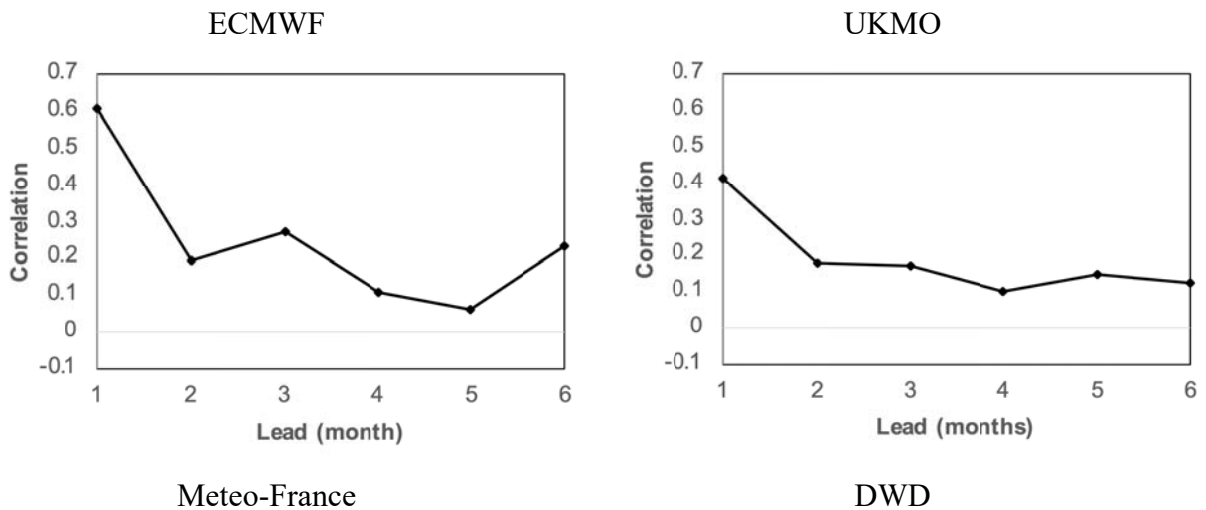 ECMWF
0.7
0.6
0.5
0.4
0.3
0.2
0.1
0
-0.1
Correlation
1 2 3 4 5 6
Lead (month)
UKMO
0.7
0.6
0.5
0.4
0.3
0.2
0.1
0
-0.1
Correlation
1 2 3 4 5 6
Lead (months)
Meteo-France
DWD